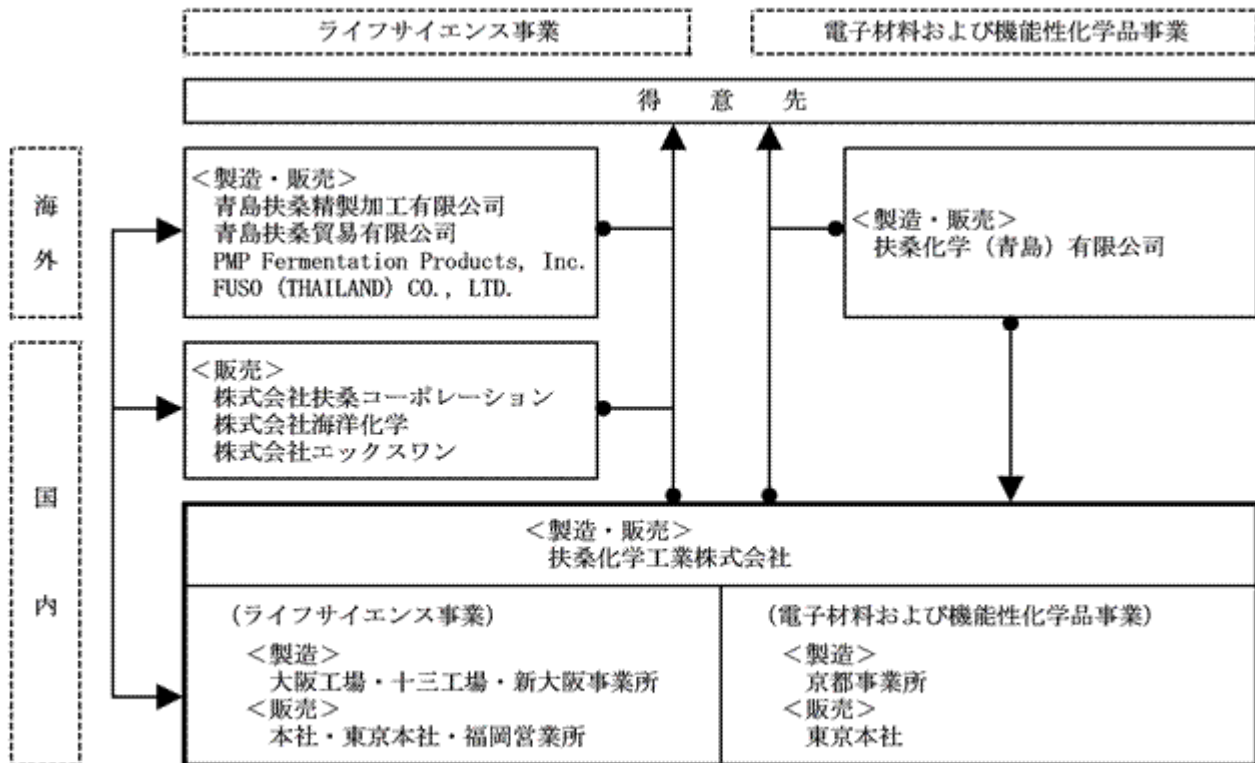 ライフサイエンス事業
電子材料および機能性化学品事業
得 意 先
海外
<製造・販売>
青島扶桑精製加工有限公司
青島扶桑貿易有限公司
PMP Fermentation Products, Inc.
FUSO (THAILAND) CO., LTD.
<製造・販売>
扶桑化学（青島）有限公司
国内
<販売>
株式会社扶桑コーポレーション
株式会社海洋化学
株式会社エックスワン
<製造・販売>
扶桑化学工業株式会社
(ライフサイエンス事業)
<製造>
大阪工場・十三工場・新大阪事業所
<販売>
本社・東京本社・福岡営業所
(電子材料および機能性化学品事業)
<製造>
京都事業所
<販売>
東京本社